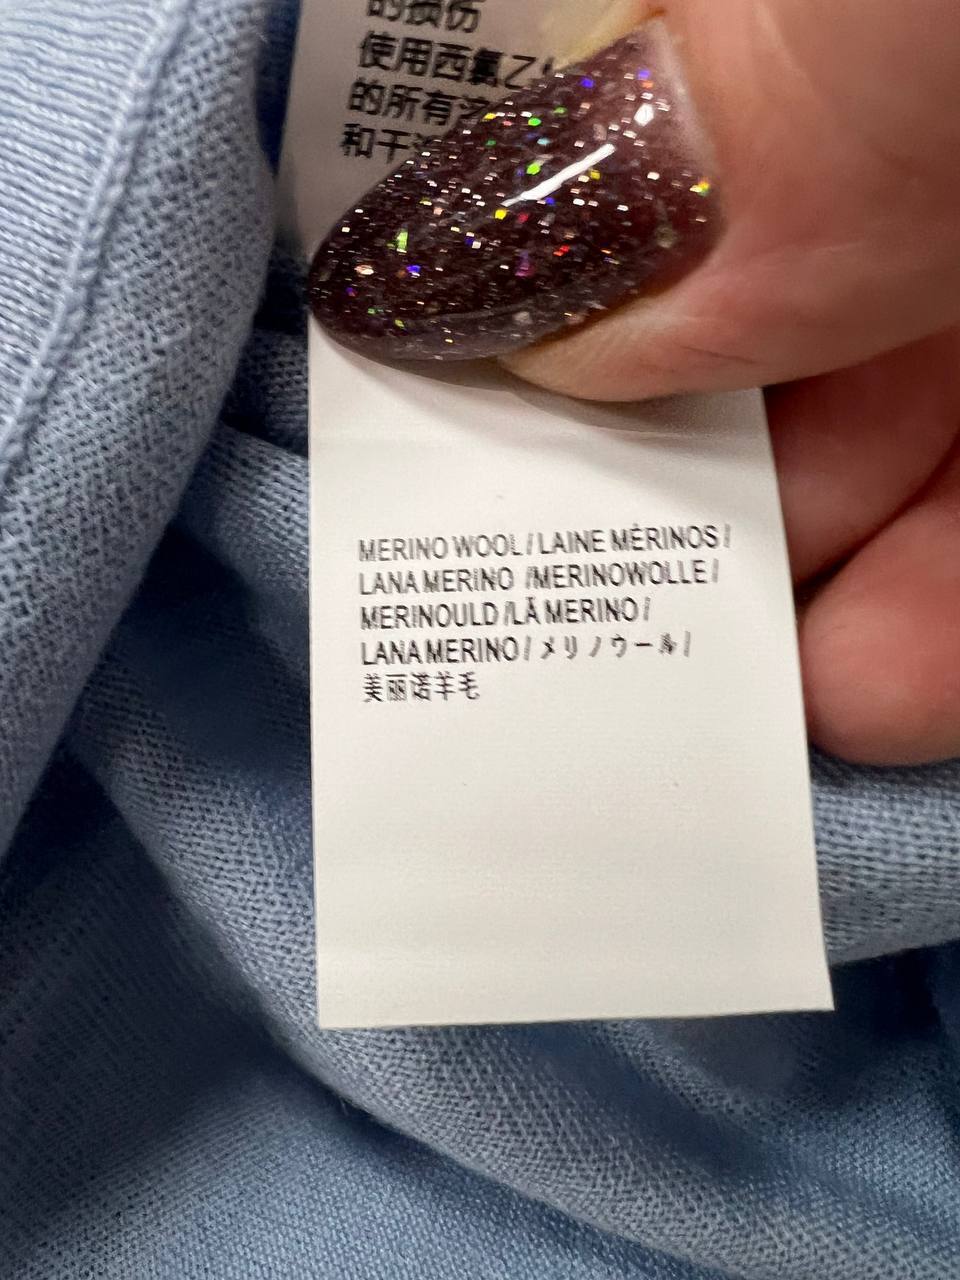 的损伤
使用西氯乙
的所有
和干
MERINO WOOL / LAINE MÉRINOS /
LANA MERINO / MERINOWOLLE /
MERINOULD / LÃ MERINO /
LANA MERINO / メリノウール /
美丽诺羊毛